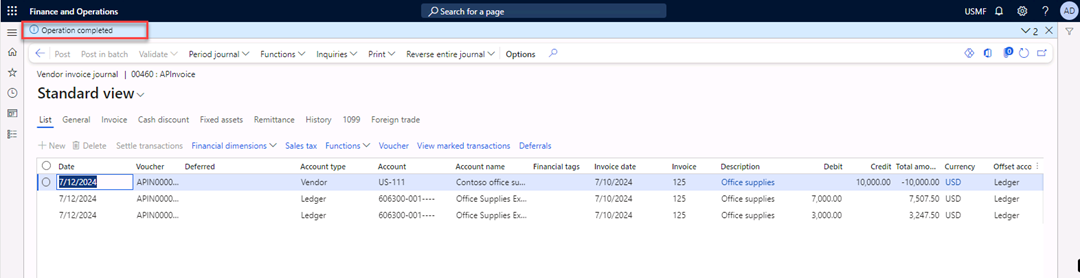 Finance and Operations Search for a page USMF ? AD
Operation completed 2
Post Post in batch Validate Period journal Functions Inquiries Print Reverse entire journal Options 0
Vendor invoice journal | 00460 : APInvoice
Standard view
List General Invoice Cash discount Fixed assets Remittance History 1099 Foreign trade
New Delete Settle transactions Financial dimensions Sales tax Functions Voucher View marked transactions Deferrals
Date Voucher Deferred Account type Account Account name Financial tags Invoice date Invoice Description Debit Credit Total amo... Currency Offset acco
7/12/2024 APIN0000... Vendor US-111 Contoso office su... 7/10/2024 125 Office supplies 10,000.00 -10,000.00 USD Ledger
7/12/2024 APIN0000... Ledger 606300-001---- Office Supplies Ex... 7/10/2024 125 Office supplies 7,000.00 7,507.50 USD Ledger
7/12/2024 APIN0000... Ledger 606300-001---- Office Supplies Ex... 7/10/2024 125 Office supplies 3,000.00 3,247.50 USD Ledger